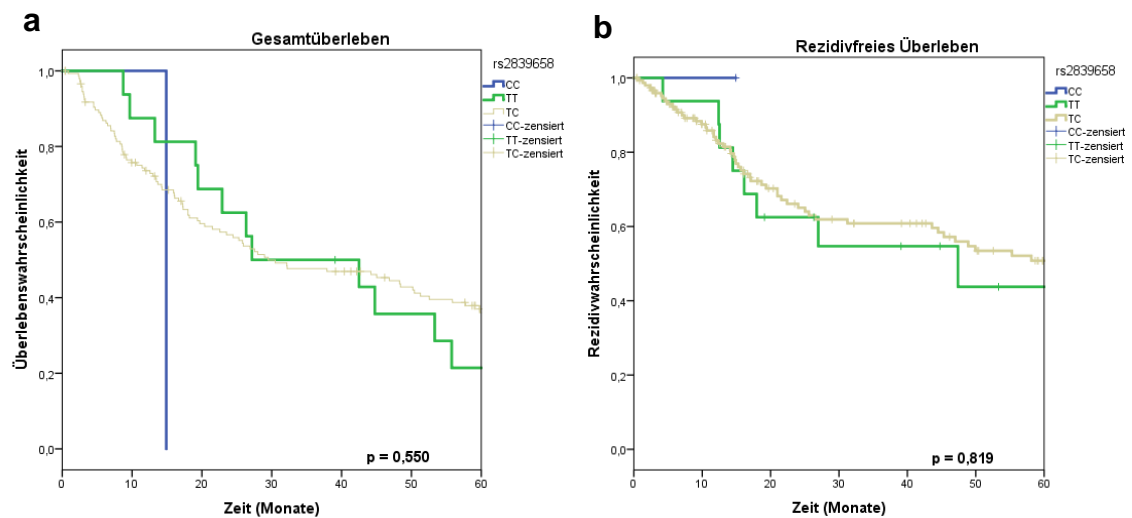 a
Gesamtüberleben
Überlebenswahrscheinlichkeit
1,0
0,8
0,6
0,4
0,2
0,0
0
10
20
30
40
50
60
Zeit (Monate)
p = 0,550
rs2839658
CC
TT
TC
CC-zensiert
TT-zensiert
TC-zensiert
b
Rezidivfreies Überleben
Rezidivwahrscheinlichkeit
1,0
0,8
0,6
0,4
0,2
0,0
0
10
20
30
40
50
60
Zeit (Monate)
p = 0,819
rs2839658
CC
TT
TC
CC-zensiert
TT-zensiert
TC-zensiert